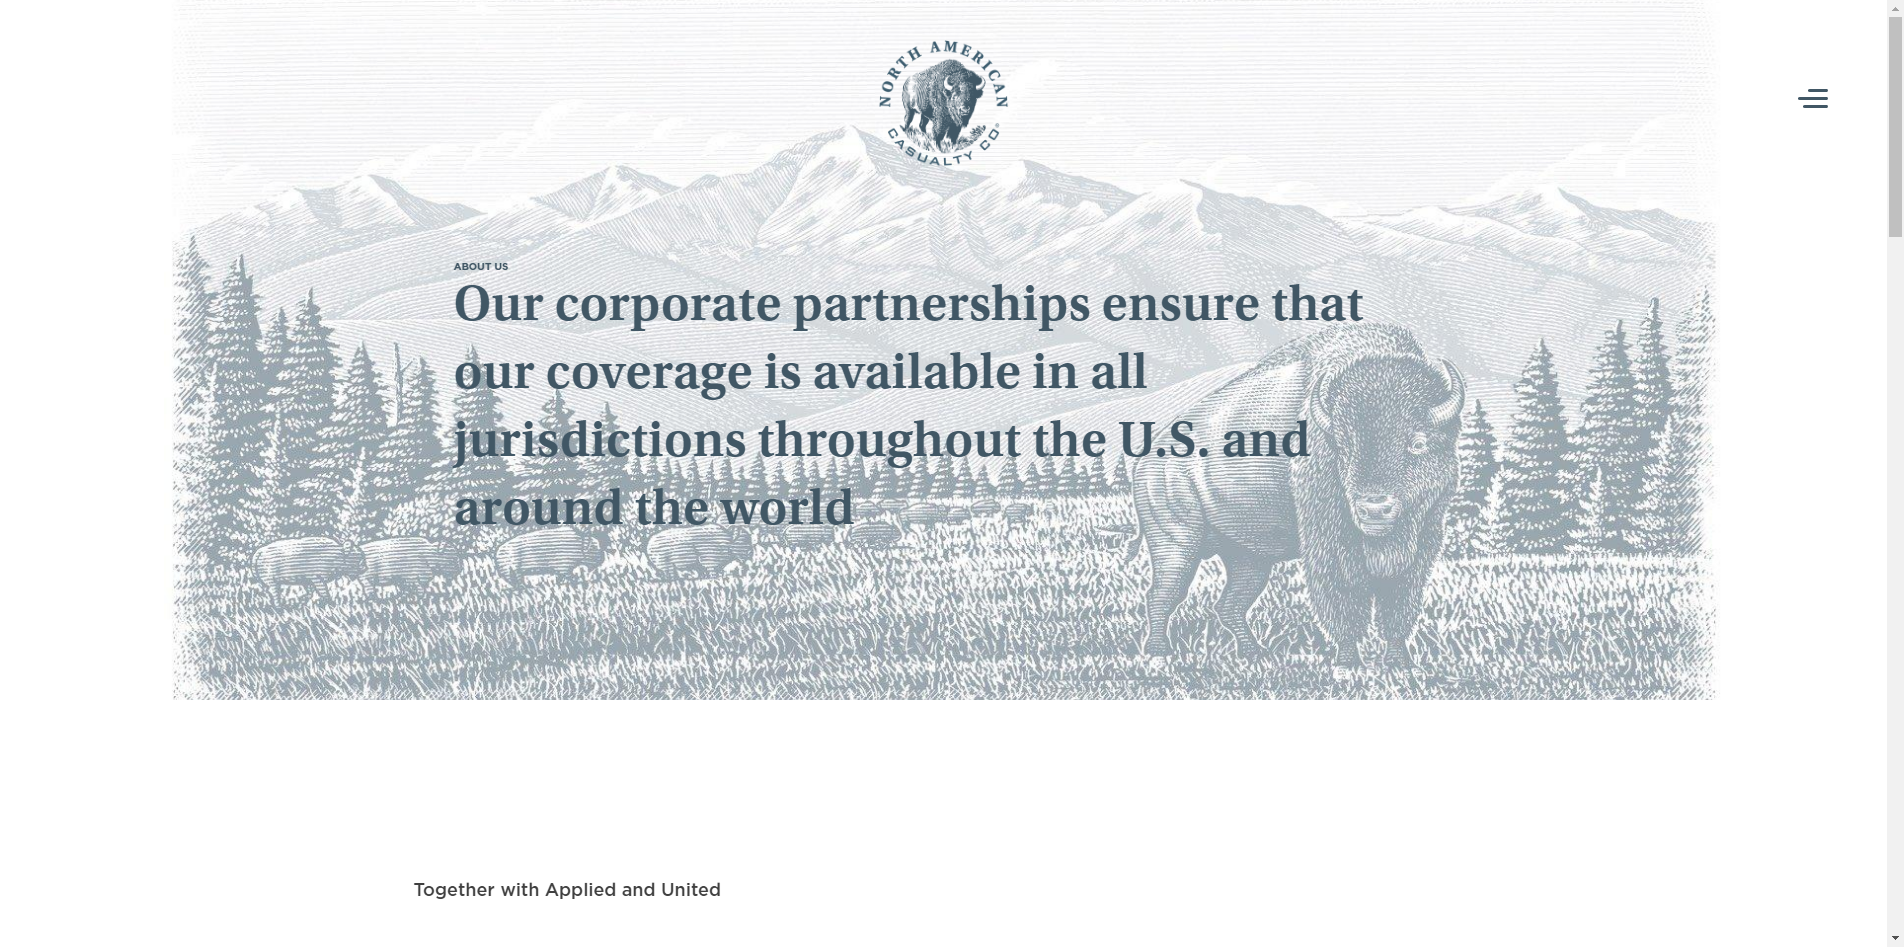 NORTH AMERICAN
CASUALTY CO®
ABOUT US
Our corporate partnerships ensure that
our coverage is available in all
jurisdictions throughout the U.S. and
around the world
Together with Applied and United